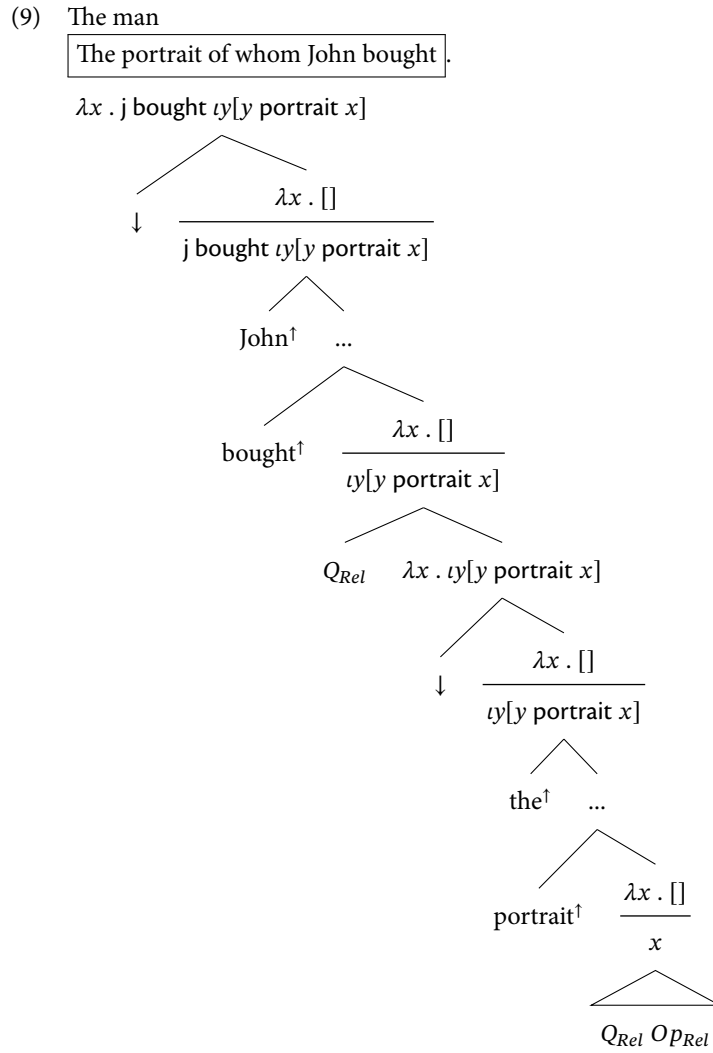 (9) The man
The portrait of whom John bought .
λx . j bought ιy[y portrait x]
↓ λx . []
j bought ιy[y portrait x]
John↑ ...
bought↑ λx . []
ιy[y portrait x]
Q_Rel λx . ιy[y portrait x]
↓ λx . []
ιy[y portrait x]
the↑ ...
portrait↑ λx . []
x
Q_Rel Op_Rel